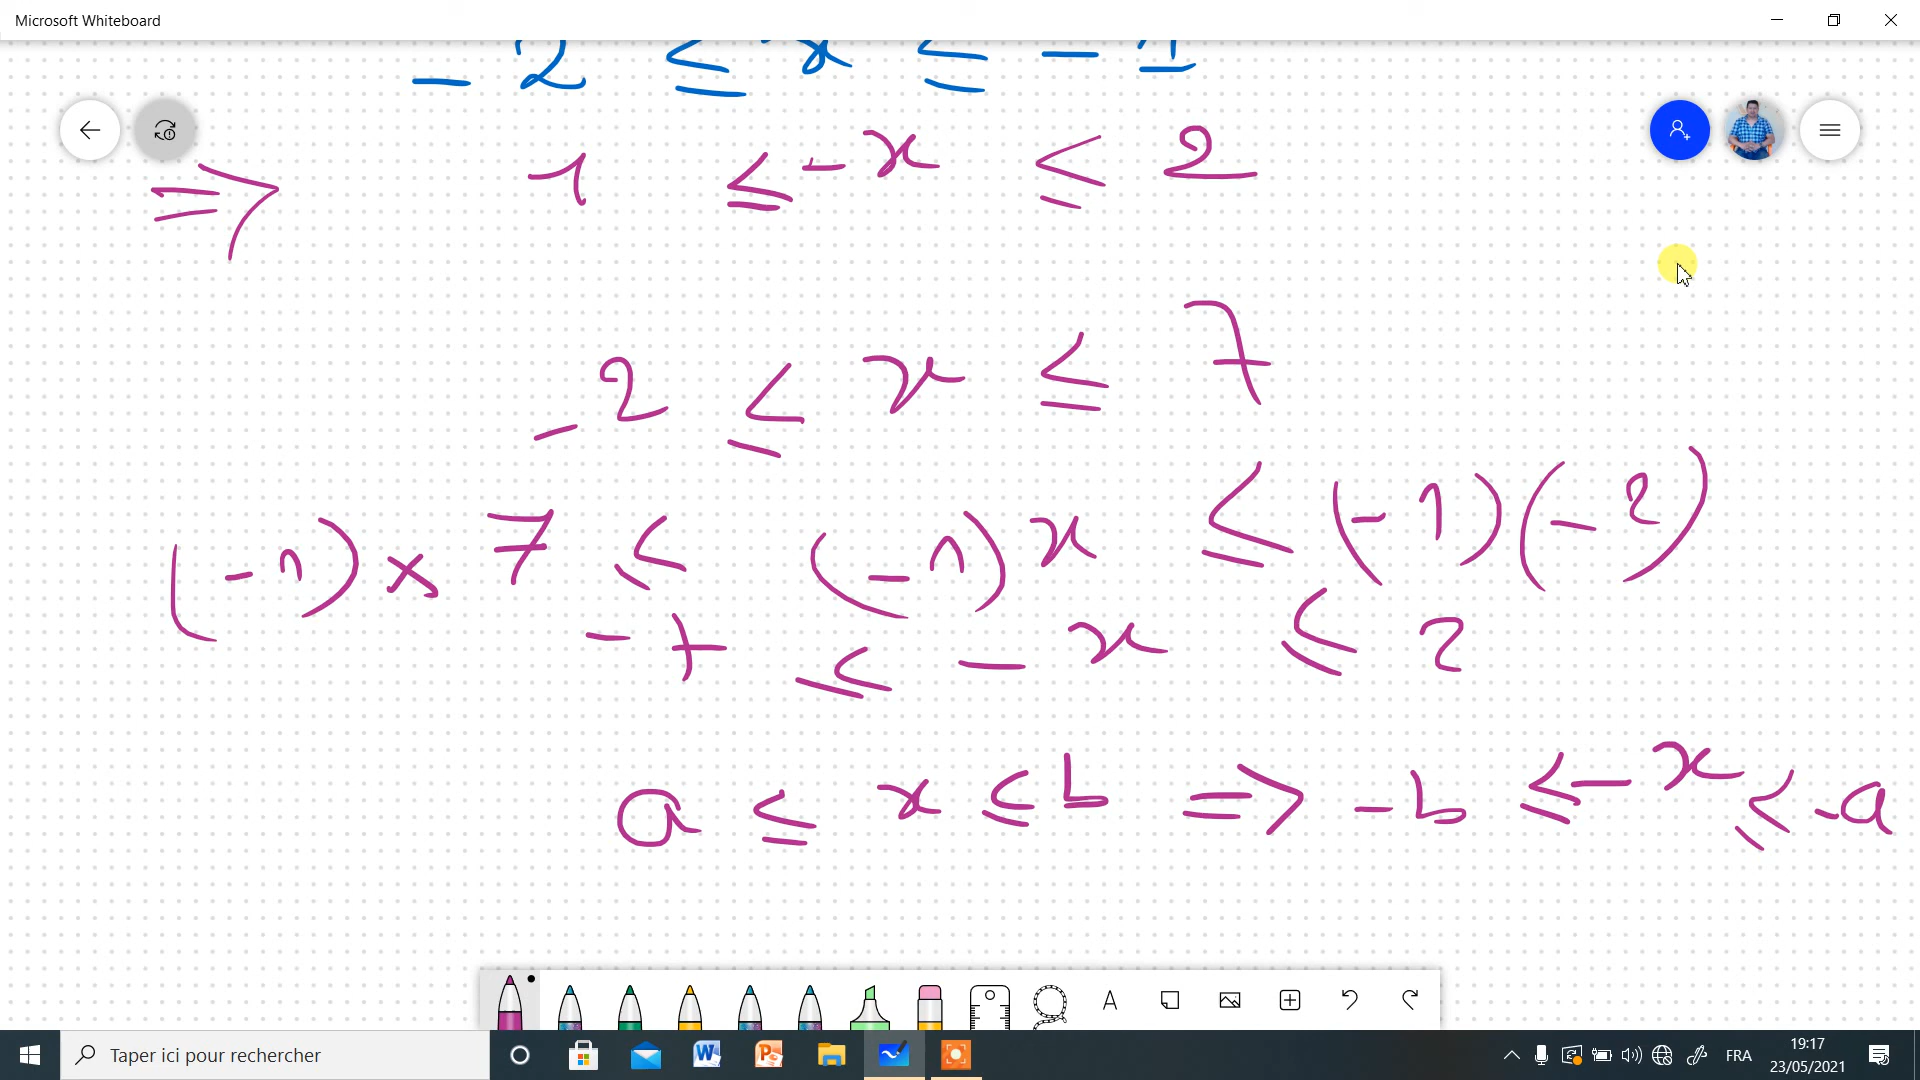 Microsoft Whiteboard
- 2 ≤ x ≤ - 1
⇒ 1 ≤ -x ≤ 2
-2 ≤ x ≤ 7
(-1) × 7 ≤ (-1) x ≤ (-1)(-2)
-7 ≤ -x ≤ 2
a ≤ x ≤ b ⇒ -b ≤ -x ≤ -a
A
Taper ici pour rechercher
FRA
19:17
23/05/2021